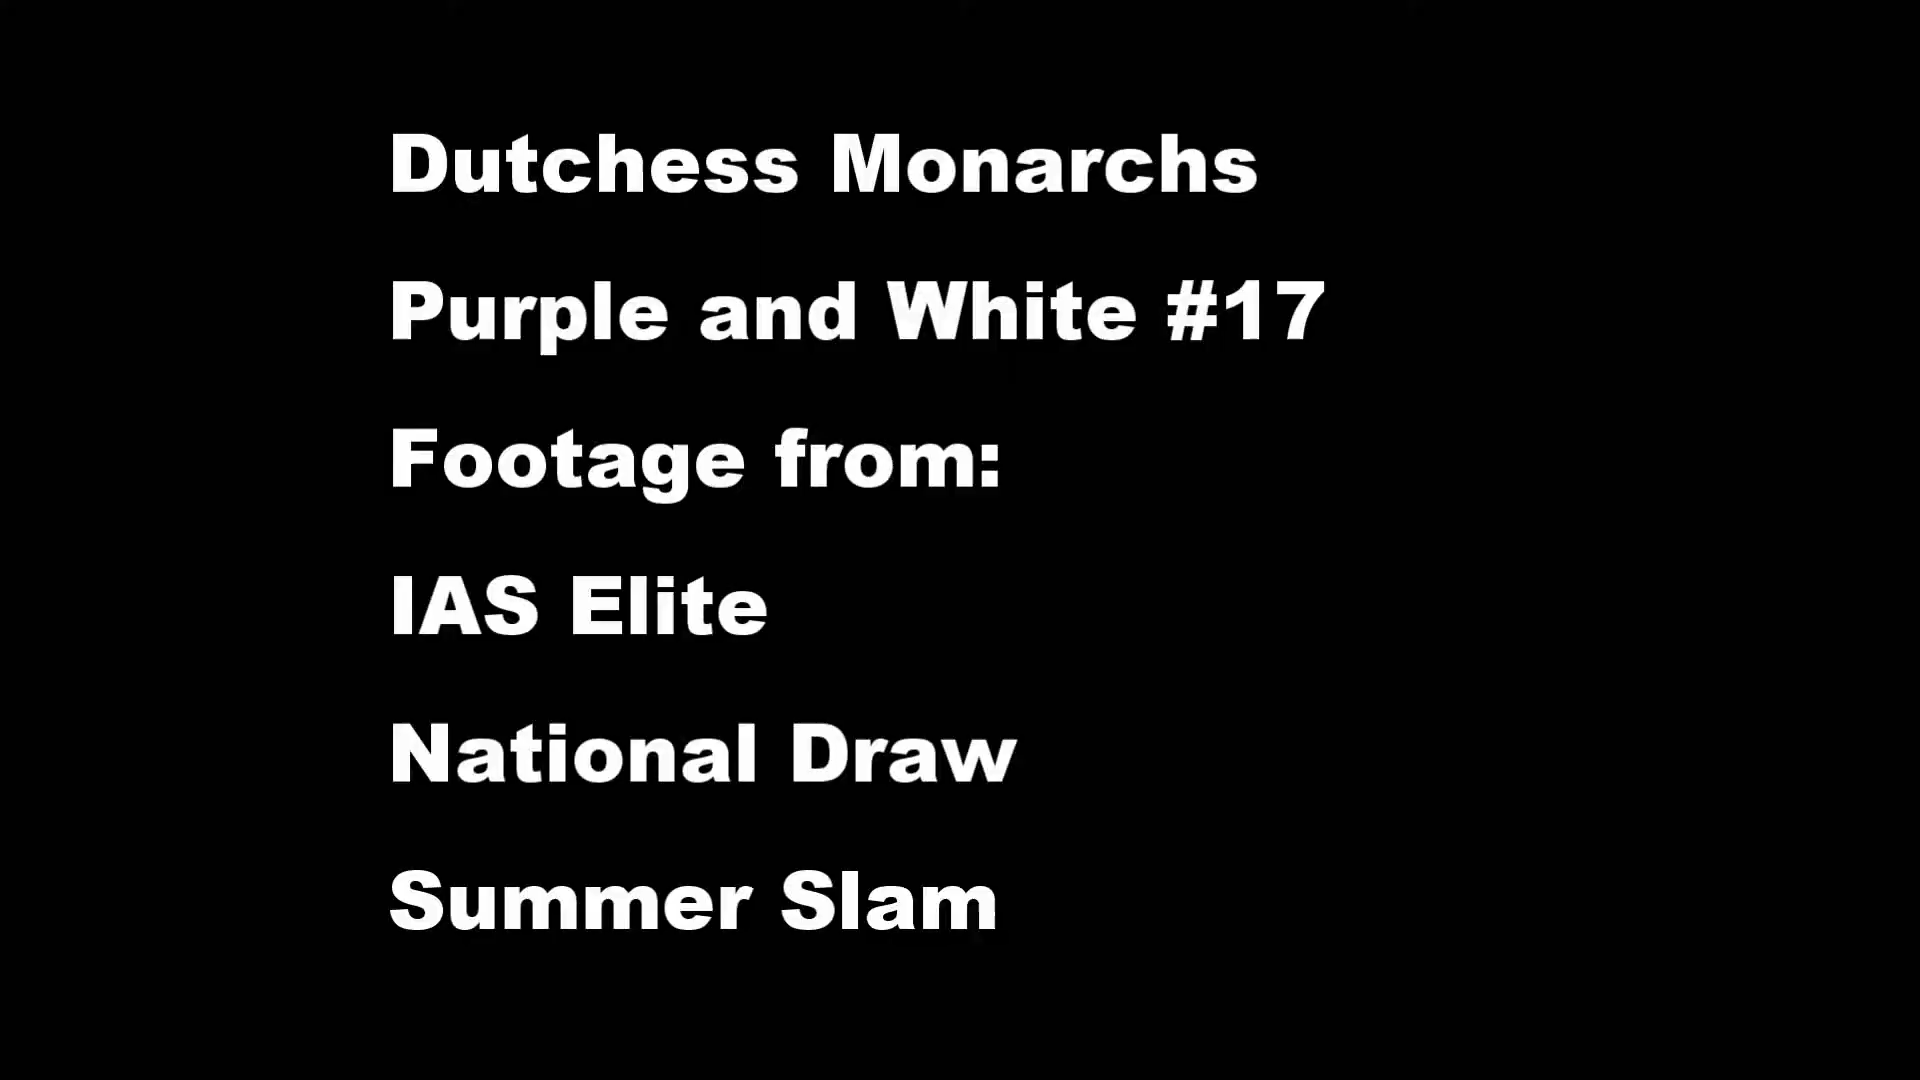 Dutchess Monarchs
Purple and White #17
Footage from:
IAS Elite
National Draw
Summer Slam